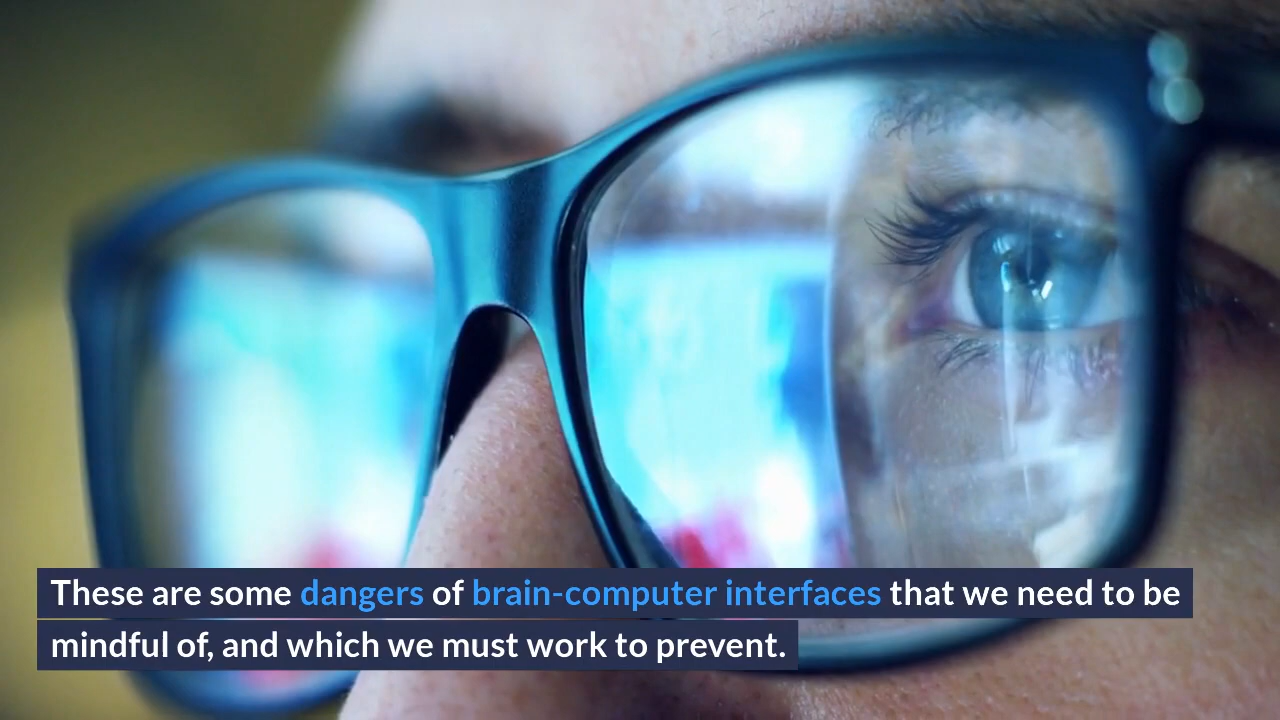 These are some dangers of brain-computer interfaces that we need to be
mindful of, and which we must work to prevent.